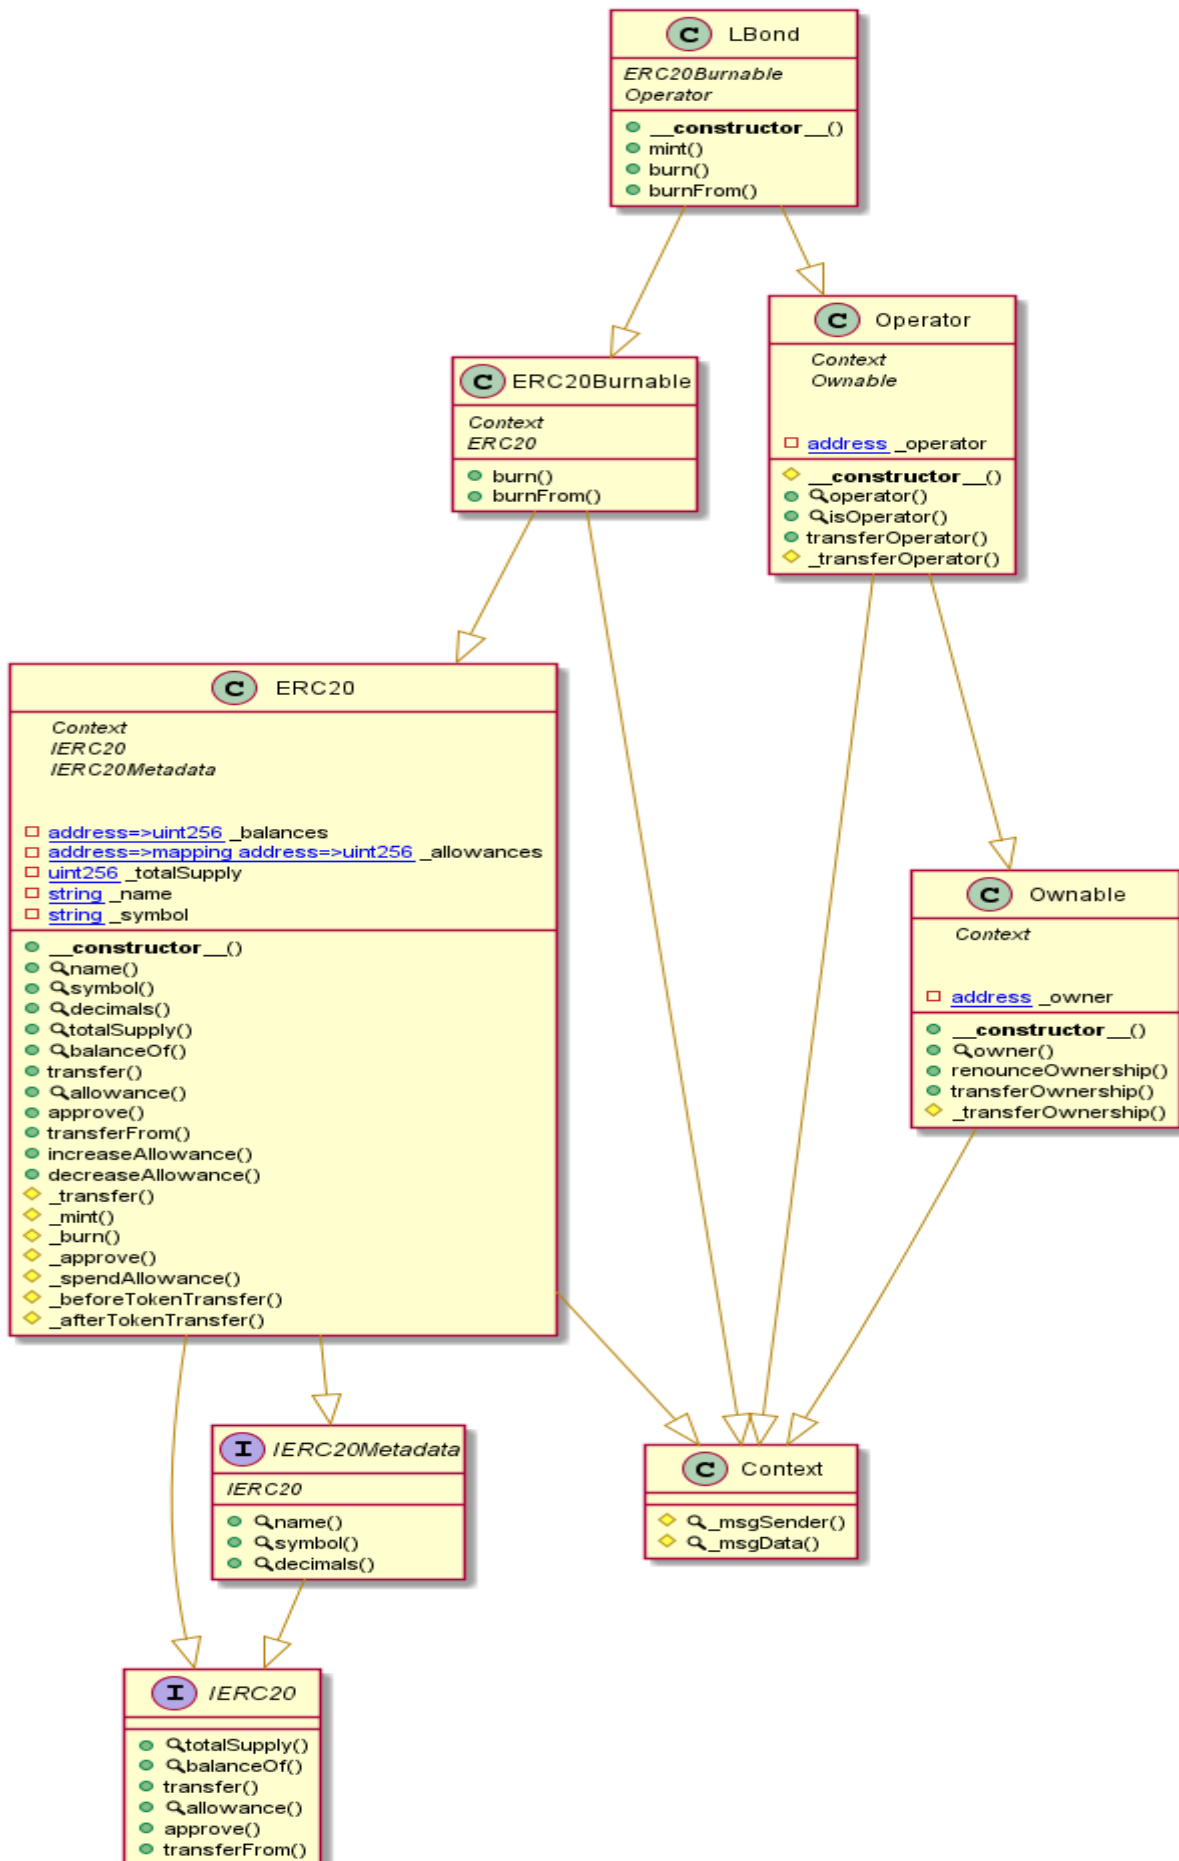 C LBond
ERC20Burnable
Operator
__constructor__()
mint()
burn()
burnFrom()
C Operator
Context
Ownable
address _operator
__constructor__()
operator()
isOperator()
transferOperator()
_transferOperator()
C ERC20Burnable
Context
ERC20
burn()
burnFrom()
C ERC20
Context
IERC20
IERC20Metadata
address=>uint256 _balances
address=>mapping address=>uint256 _allowances
uint256 _totalSupply
string _name
string _symbol
__constructor__()
name()
symbol()
decimals()
totalSupply()
balanceOf()
transfer()
allowance()
approve()
transferFrom()
increaseAllowance()
decreaseAllowance()
_transfer()
_mint()
_burn()
_approve()
_spendAllowance()
_beforeTokenTransfer()
_afterTokenTransfer()
C Ownable
Context
address _owner
__constructor__()
owner()
renounceOwnership()
transferOwnership()
_transferOwnership()
I IERC20Metadata
IERC20
name()
symbol()
decimals()
C Context
_msgSender()
_msgData()
I IERC20
totalSupply()
balanceOf()
transfer()
allowance()
approve()
transferFrom()